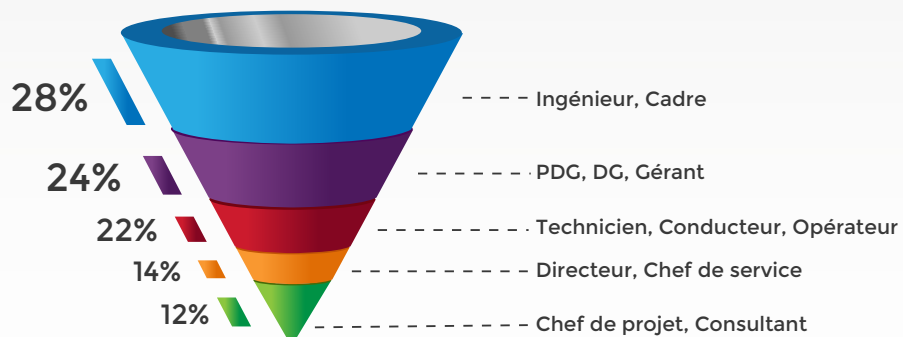 28% Ingénieur, Cadre
24% PDG, DG, Gérant
22% Technicien, Conducteur, Opérateur
14% Directeur, Chef de service
12% Chef de projet, Consultant